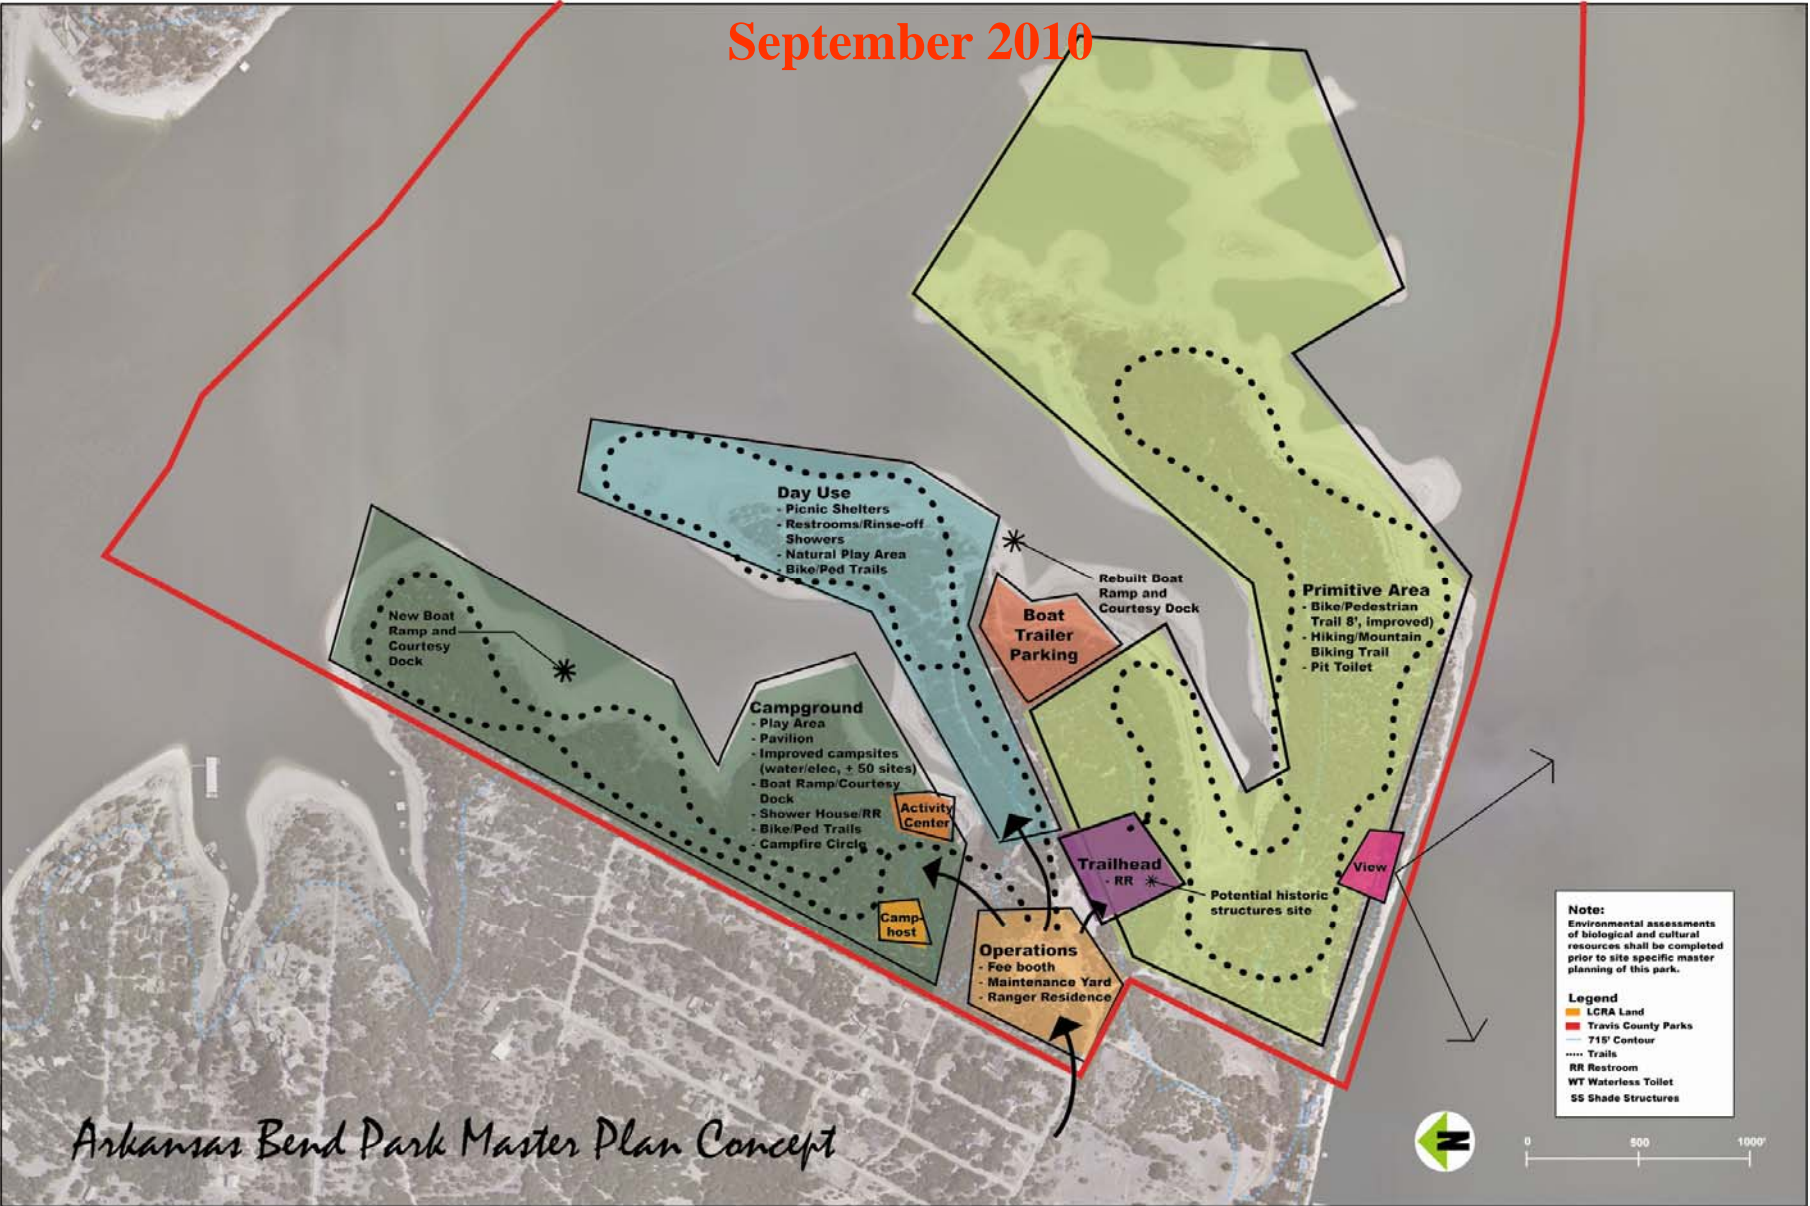 September 2010
Day Use
- Picnic Shelters
- Restrooms/Rinse-off
Showers
- Natural Play Area
- Bike/Ped Trails
Rebuilt Boat
Ramp and
Courtesy Dock
Boat
Trailer
Parking
Primitive Area
- Bike/Pedestrian
Trail 8', improved)
- Hiking/Mountain
Biking Trail
- Pit Toilet
New Boat
Ramp and
Courtesy
Dock
Campground
- Play Area
- Pavilion
- Improved campsites
(water/elec, ± 50 sites)
- Boat Ramp/Courtesy
Dock
- Shower House/RR
- Bike/Ped Trails
- Campfire Circle
Activity
Center
Camp-
host
Trailhead
- RR
Potential historic
structures site
View
Operations
- Fee booth
- Maintenance Yard
- Ranger Residence
Note:
Environmental assessments
of biological and cultural
resources shall be completed
prior to site specific master
planning of this park.
Legend
LCRA Land
Travis County Parks
715' Contour
Trails
RR Restroom
WT Waterless Toilet
SS Shade Structures
Arkansas Bend Park Master Plan Concept
N
0 500 1000'